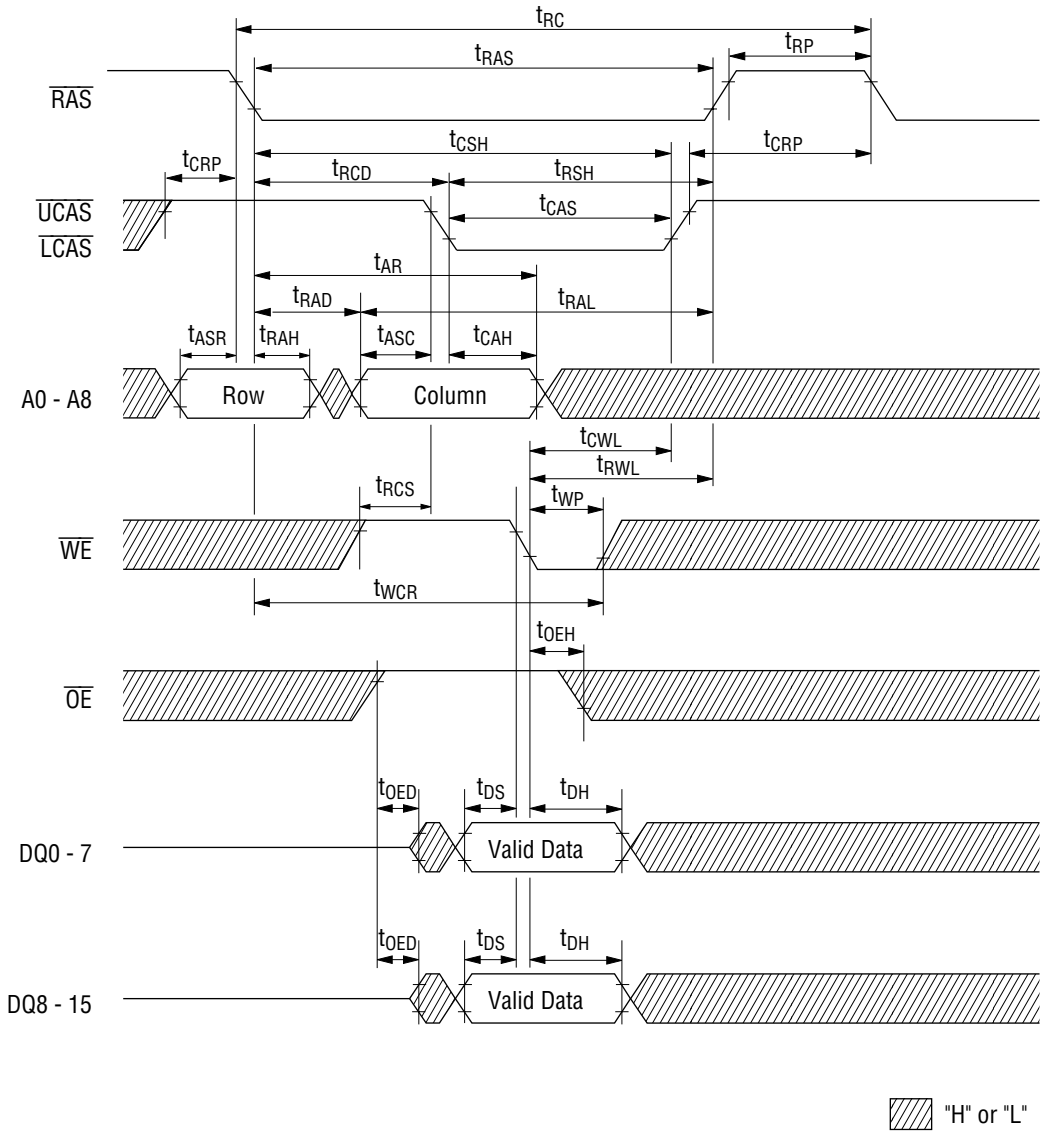 tRC
tRAS tRP
RAS
tCSH tCRP
tCRP tRCD tRSH
UCAS tCAS
LCAS
tAR
tRAD tRAL
tASR tRAH tASC tCAH
A0 - A8 Row Column
tCWL
tRWL
tRCS tWP
WE
tWCR
tOEH
OE
tOED tDS tDH
DQ0 - 7 Valid Data
tOED tDS tDH
DQ8 - 15 Valid Data
"H" or "L"